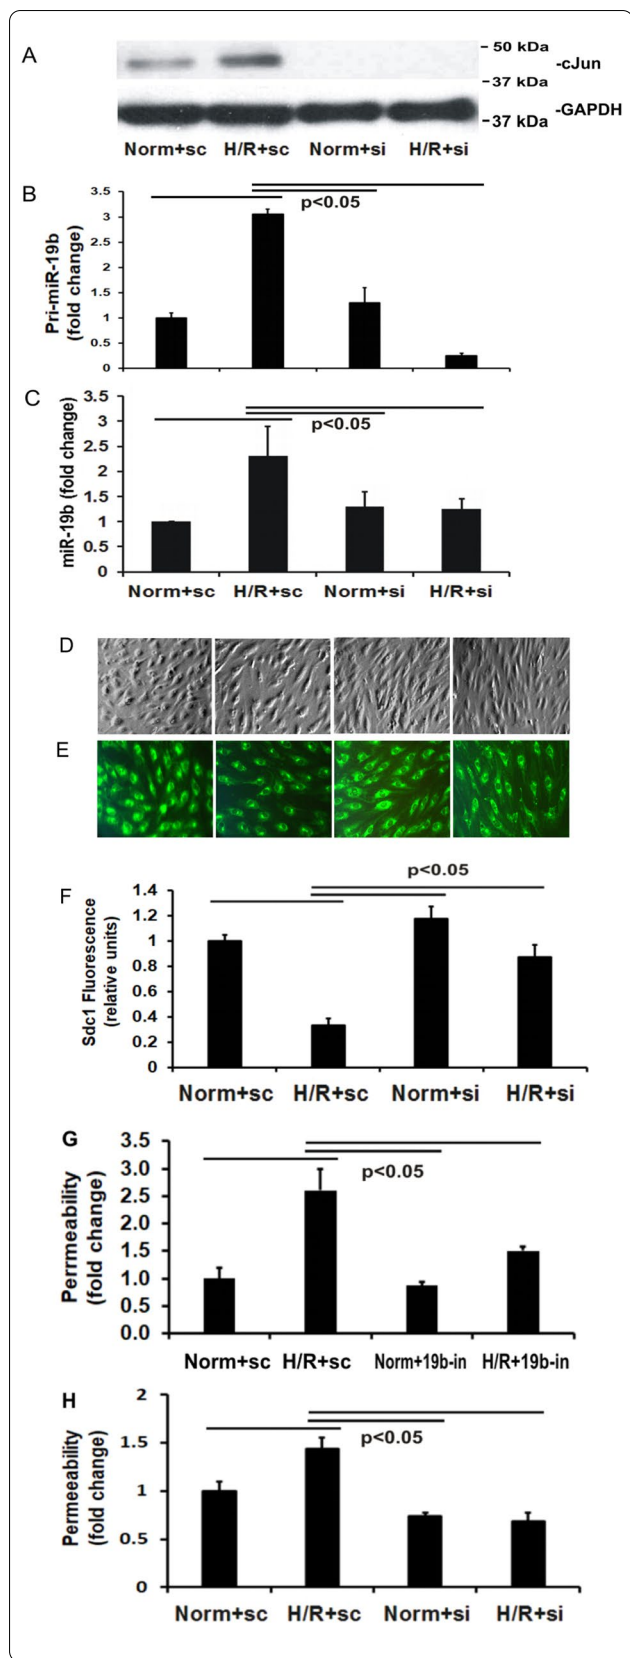 A
- 50 kDa
-cJun
- 37 kDa
-GAPDH
- 37 kDa
Norm+sc H/R+sc Norm+si H/R+si
B
Pri-miR-19b
(fold change)
3.5
3
2.5
2
1.5
1
0.5
0
p<0.05
C
miR-19b (fold change)
3.5
3
2.5
2
1.5
1
0.5
0
p<0.05
Norm+sc H/R+sc Norm+si H/R+si
D
E
F
Sdc1 Fluorescence
(relative units)
p<0.05
1.4
1.2
1
0.8
0.6
0.4
0.2
0
Norm+sc H/R+sc Norm+si H/R+si
G
Perrmeability
(fold change)
3.5
3.0
2.5
2.0
1.5
1.0
0.5
0.0
p<0.05
Norm+sc H/R+sc Norm+19b-in H/R+19b-in
H
Permeeability
(fold change)
2
1.5
1
0.5
0
p<0.05
Norm+sc H/R+sc Norm+si H/R+si